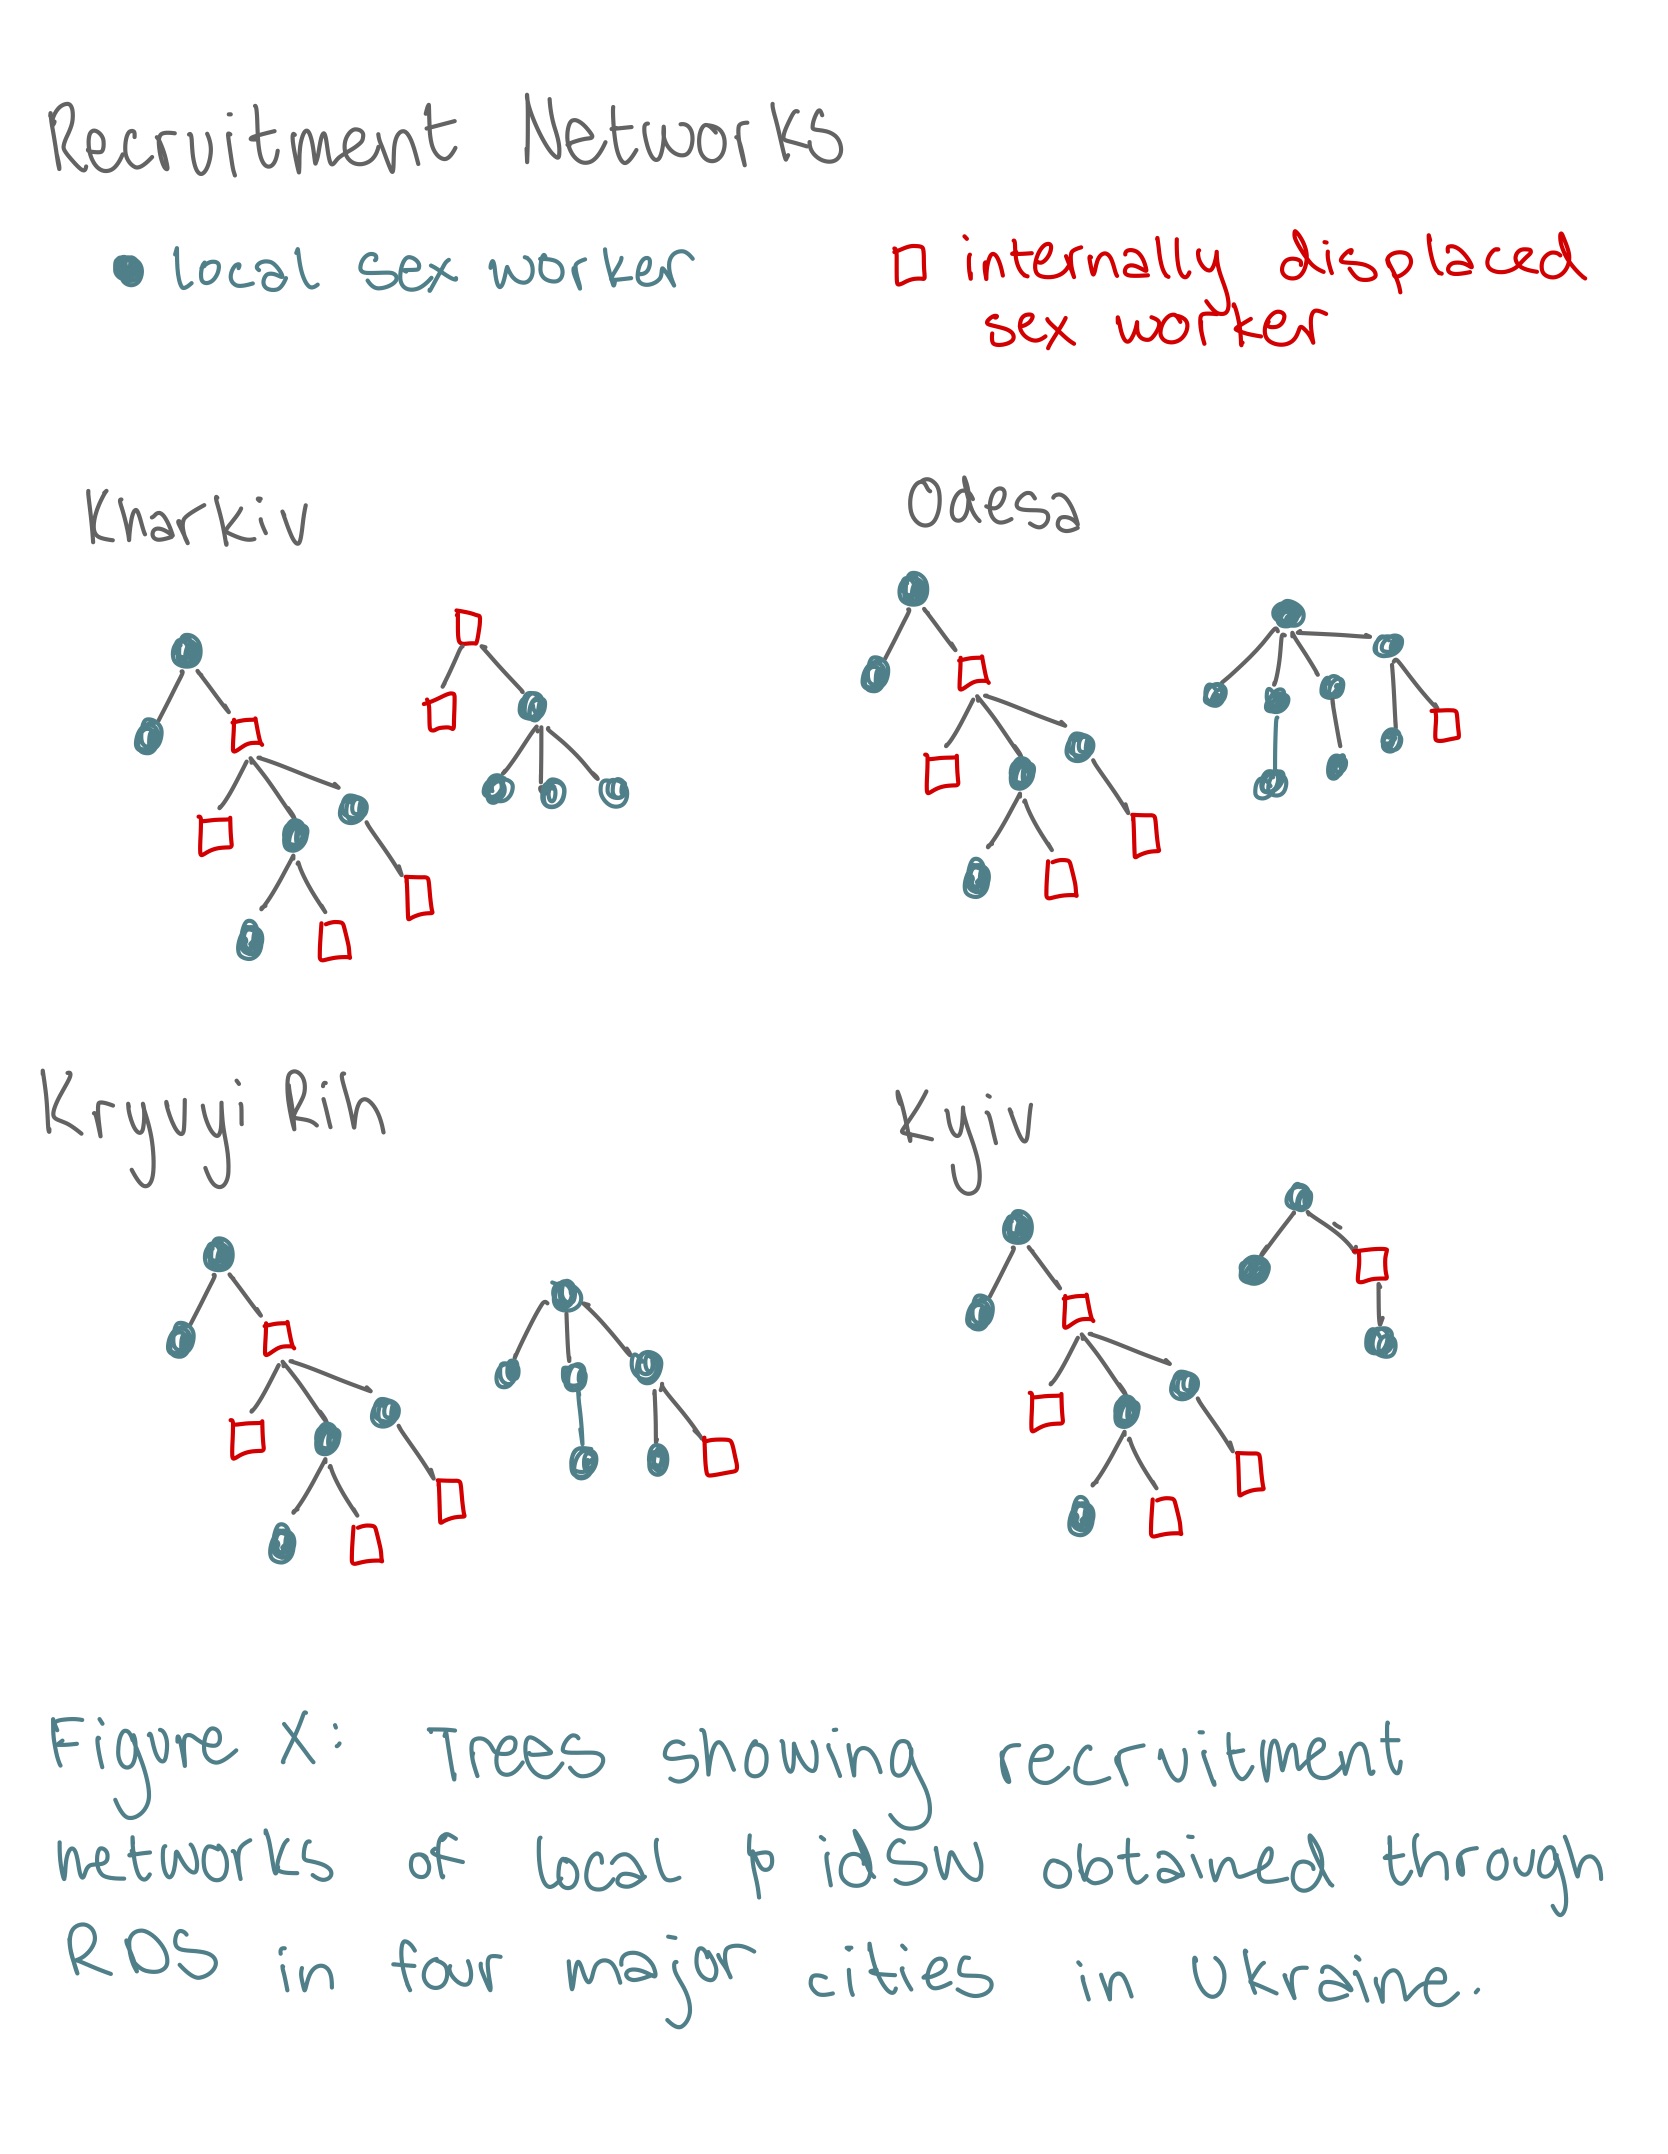 Recruitment Networks
local sex worker
internally displaced
sex worker
Kharkiv
Odesa
Kryvyi Rih
Kyiv
Figure X: Trees showing recruitment
networks of local & idSW obtained through
RDS in four major cities in Ukraine.